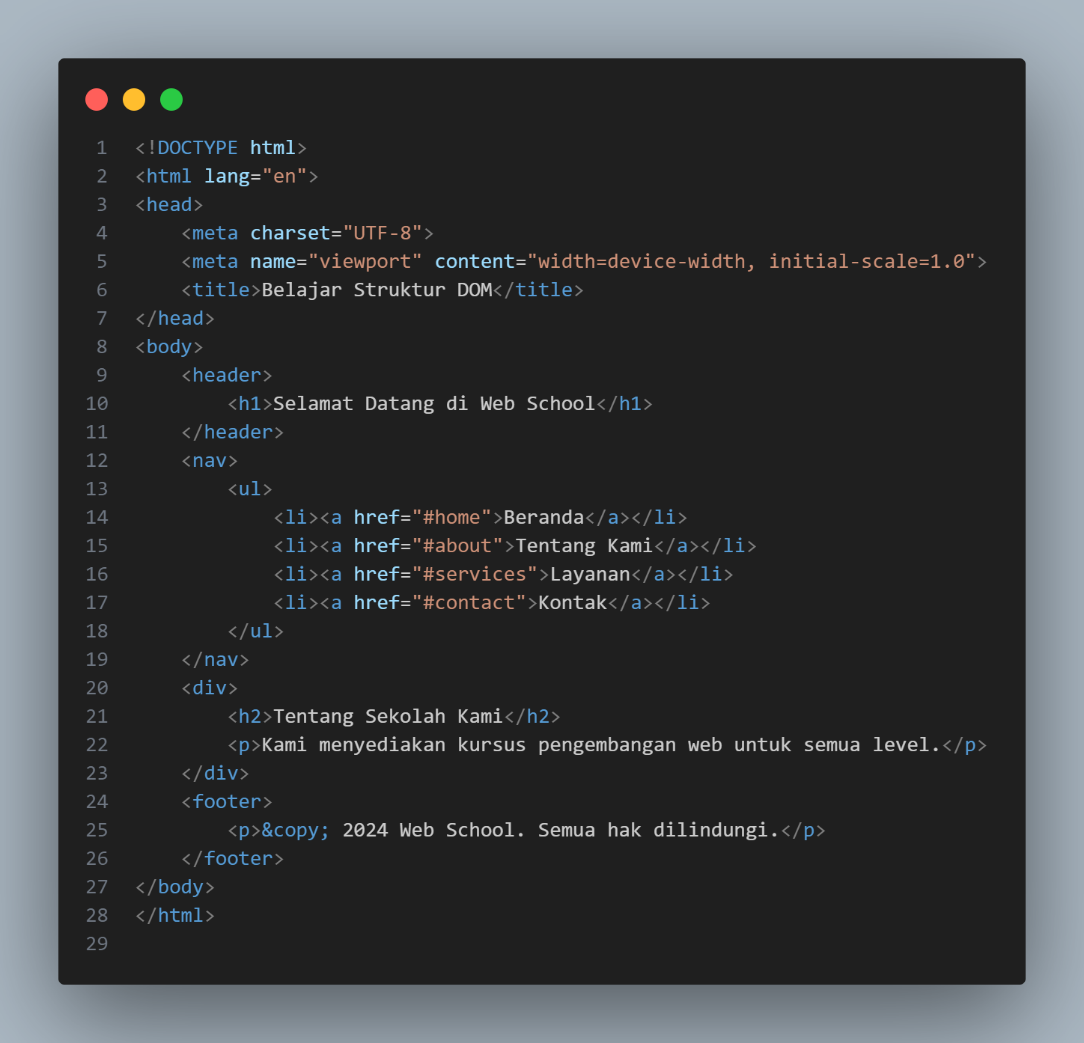 1 <!DOCTYPE html>
2 <html lang="en">
3 <head>
4     <meta charset="UTF-8">
5     <meta name="viewport" content="width=device-width, initial-scale=1.0">
6     <title>Belajar Struktur DOM</title>
7 </head>
8 <body>
9     <header>
10         <h1>Selamat Datang di Web School</h1>
11     </header>
12     <nav>
13         <ul>
14             <li><a href="#home">Beranda</a></li>
15             <li><a href="#about">Tentang Kami</a></li>
16             <li><a href="#services">Layanan</a></li>
17             <li><a href="#contact">Kontak</a></li>
18         </ul>
19     </nav>
20     <div>
21         <h2>Tentang Sekolah Kami</h2>
22         <p>Kami menyediakan kursus pengembangan web untuk semua level.</p>
23     </div>
24     <footer>
25         <p>&copy; 2024 Web School. Semua hak dilindungi.</p>
26     </footer>
27 </body>
28 </html>
29